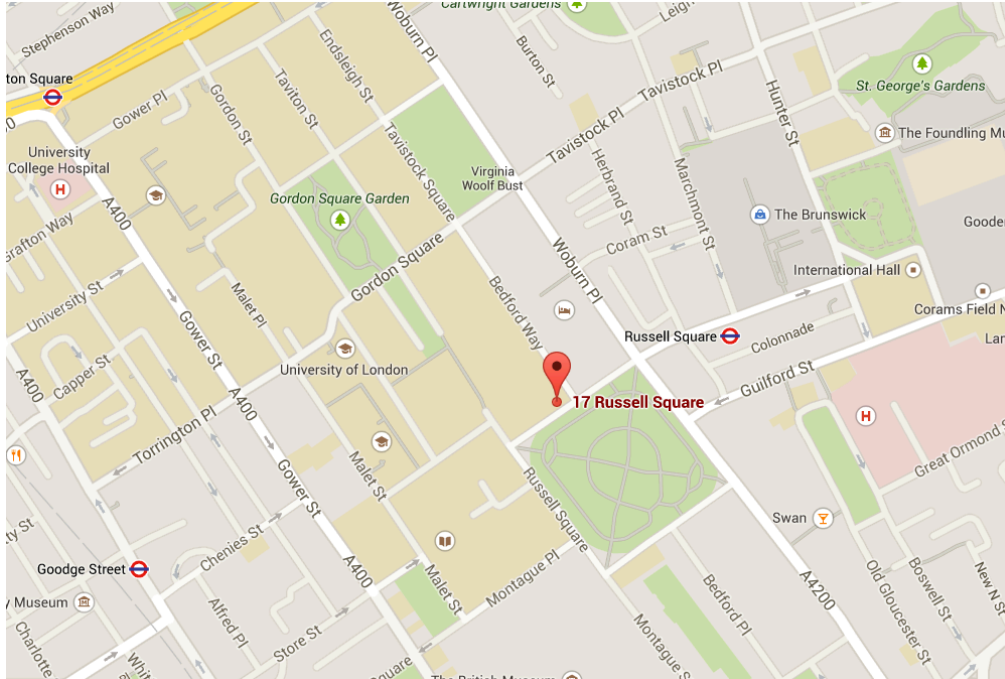 Cartwright Gardens
Leigh
Stephenson Way
Woburn Pl
Endsleigh St
Burton St
ton Square
Gower Pl
Gordon St
Taviton St
Tavistock Pl
Hunter St
St. George's Gardens
University
College Hospital
H
A400
Tavistock Square
Virginia
Woolf Bust
Tavistock Pl
Herbrand St
Marchmont St
The Foundling Mu
Gordon Square Garden
Grafton Way
Gordon Square
The Brunswick
Gooden
Coram St
Woburn Pl
International Hall
University St
Malet Pl
Bedford Way
Corams Field N
Gower St
Russell Square
Colonnade
Lan
A400
Capper St
University of London
Guilford St
17 Russell Square
A400
Torrington Pl
H
Great Ormond S
Gower St
Malet St
Russell Square
Swan
Chenies St
A400
Montague Pl
A4200
Goodge Street
Malet St
Bedford Pl
Old Gloucester St
Boswell St
New N St
y Museum
Alfred Pl
Store St
Montague S
Charlotte
Whit
Square
The British Museum